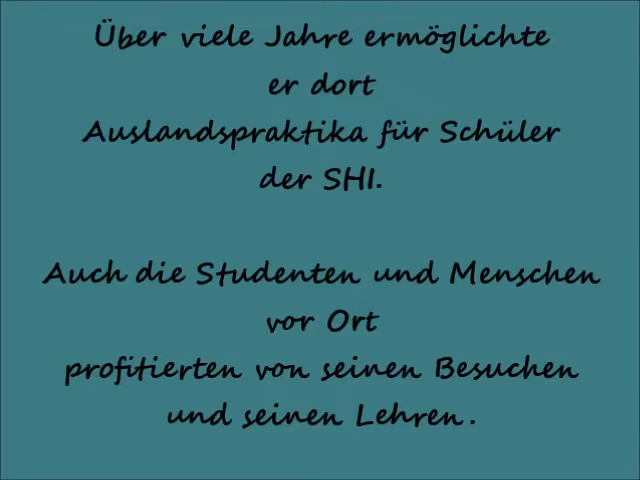 Über viele Jahre ermöglichte
er dort
Auslandspraktika für Schüler
der SHI.
Auch die Studenten und Menschen
vor Ort
profitierten von seinen Besuchen
und seinen Lehren.